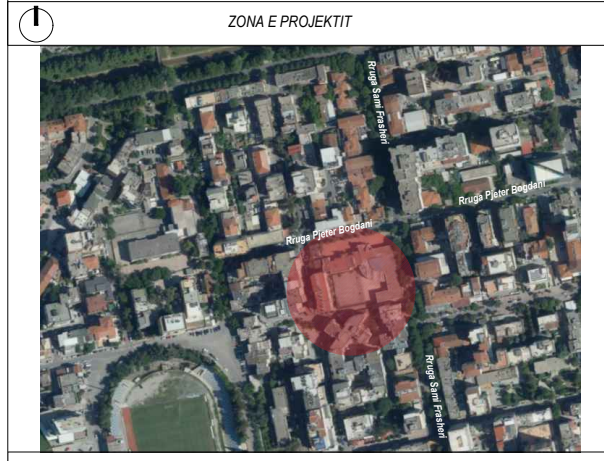 ZONA E PROJEKTIT
Rruga Sami Frasheri
Rruga Pjeter Bogdani
Rruga Pjeter Bogdani
Rruga Sami Frasheri